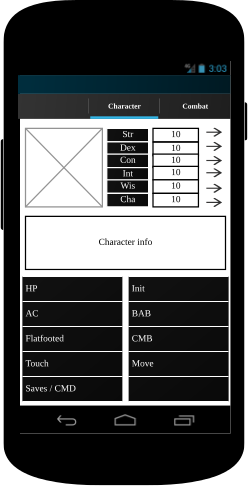 3:03
Character Combat
Str 10
Dex 10
Con 10
Int 10
Wis 10
Cha 10
Character info
HP Init
AC BAB
Flatfooted CMB
Touch Move
Saves / CMD